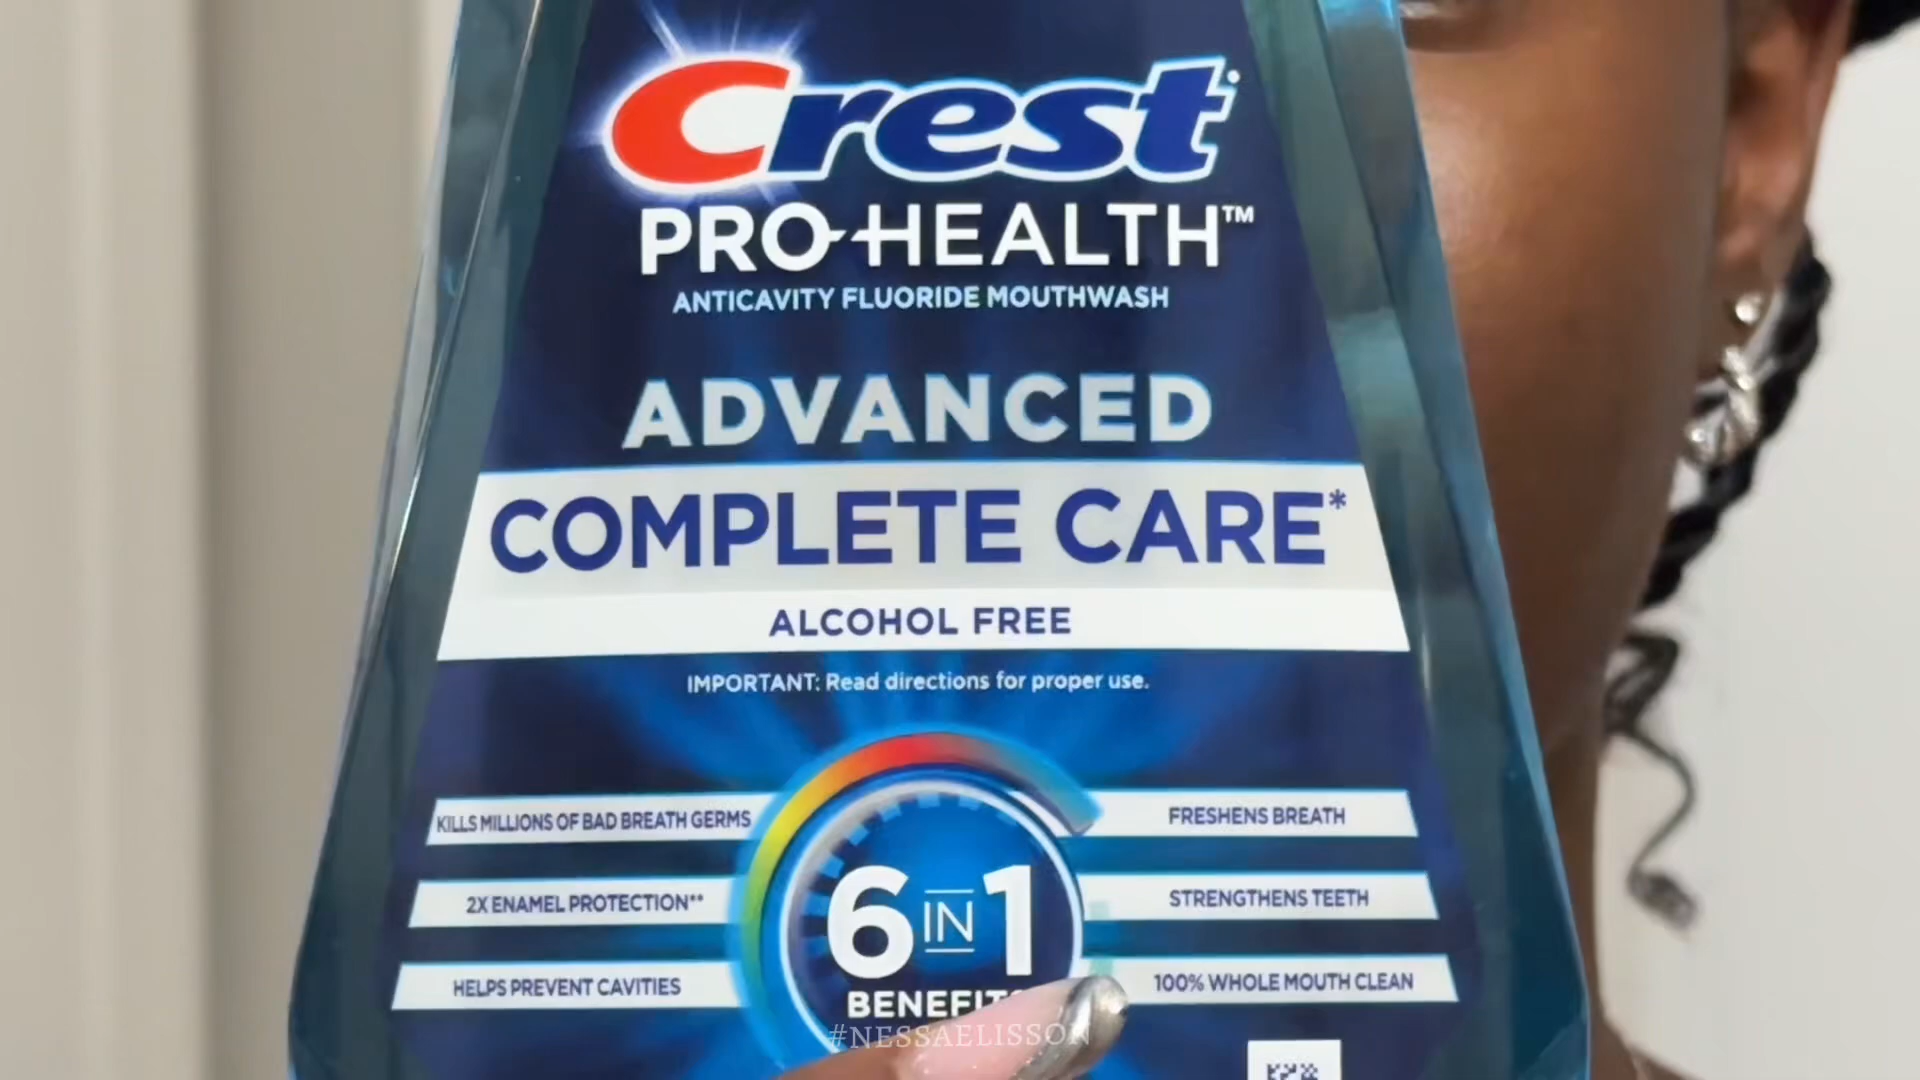 Crest
PRO-HEALTH™
ANTICAVITY FLUORIDE MOUTHWASH
ADVANCED
COMPLETE CARE*
ALCOHOL FREE
IMPORTANT: Read directions for proper use.
KILLS MILLIONS OF BAD BREATH GERMS
2X ENAMEL PROTECTION**
HELPS PREVENT CAVITIES
6 IN 1
BENEFITS
FRESHENS BREATH
STRENGTHENS TEETH
100% WHOLE MOUTH CLEAN
#NESSAELISSON